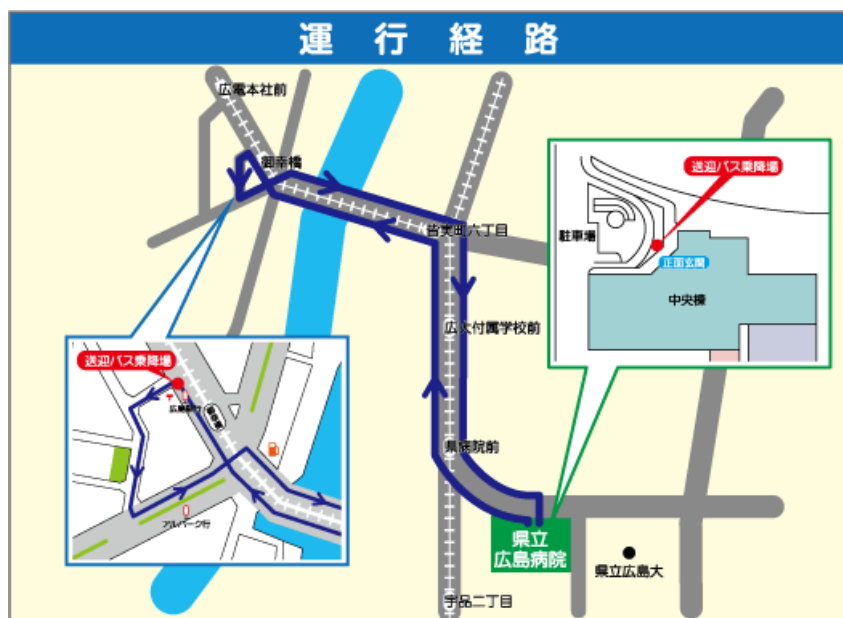 運行経路
広電本社前
御幸橋
皆実町六丁目
広大付属学校前
県病院前
宇品二丁目
県立
広島病院
県立広島大
送迎バス乗降場
駐車場
正面玄関
中央棟
送迎バス乗降場
広島駅行
御幸橋
アルパーク行